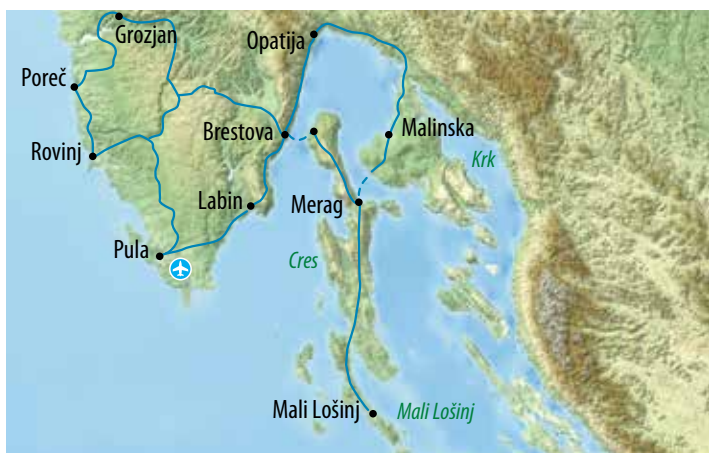 Grozjan
Opatija
Poreč
Brestova
Malinska
Rovinj
Krk
Labin
Merag
Pula
Cres
Mali Lošinj
Mali Lošinj